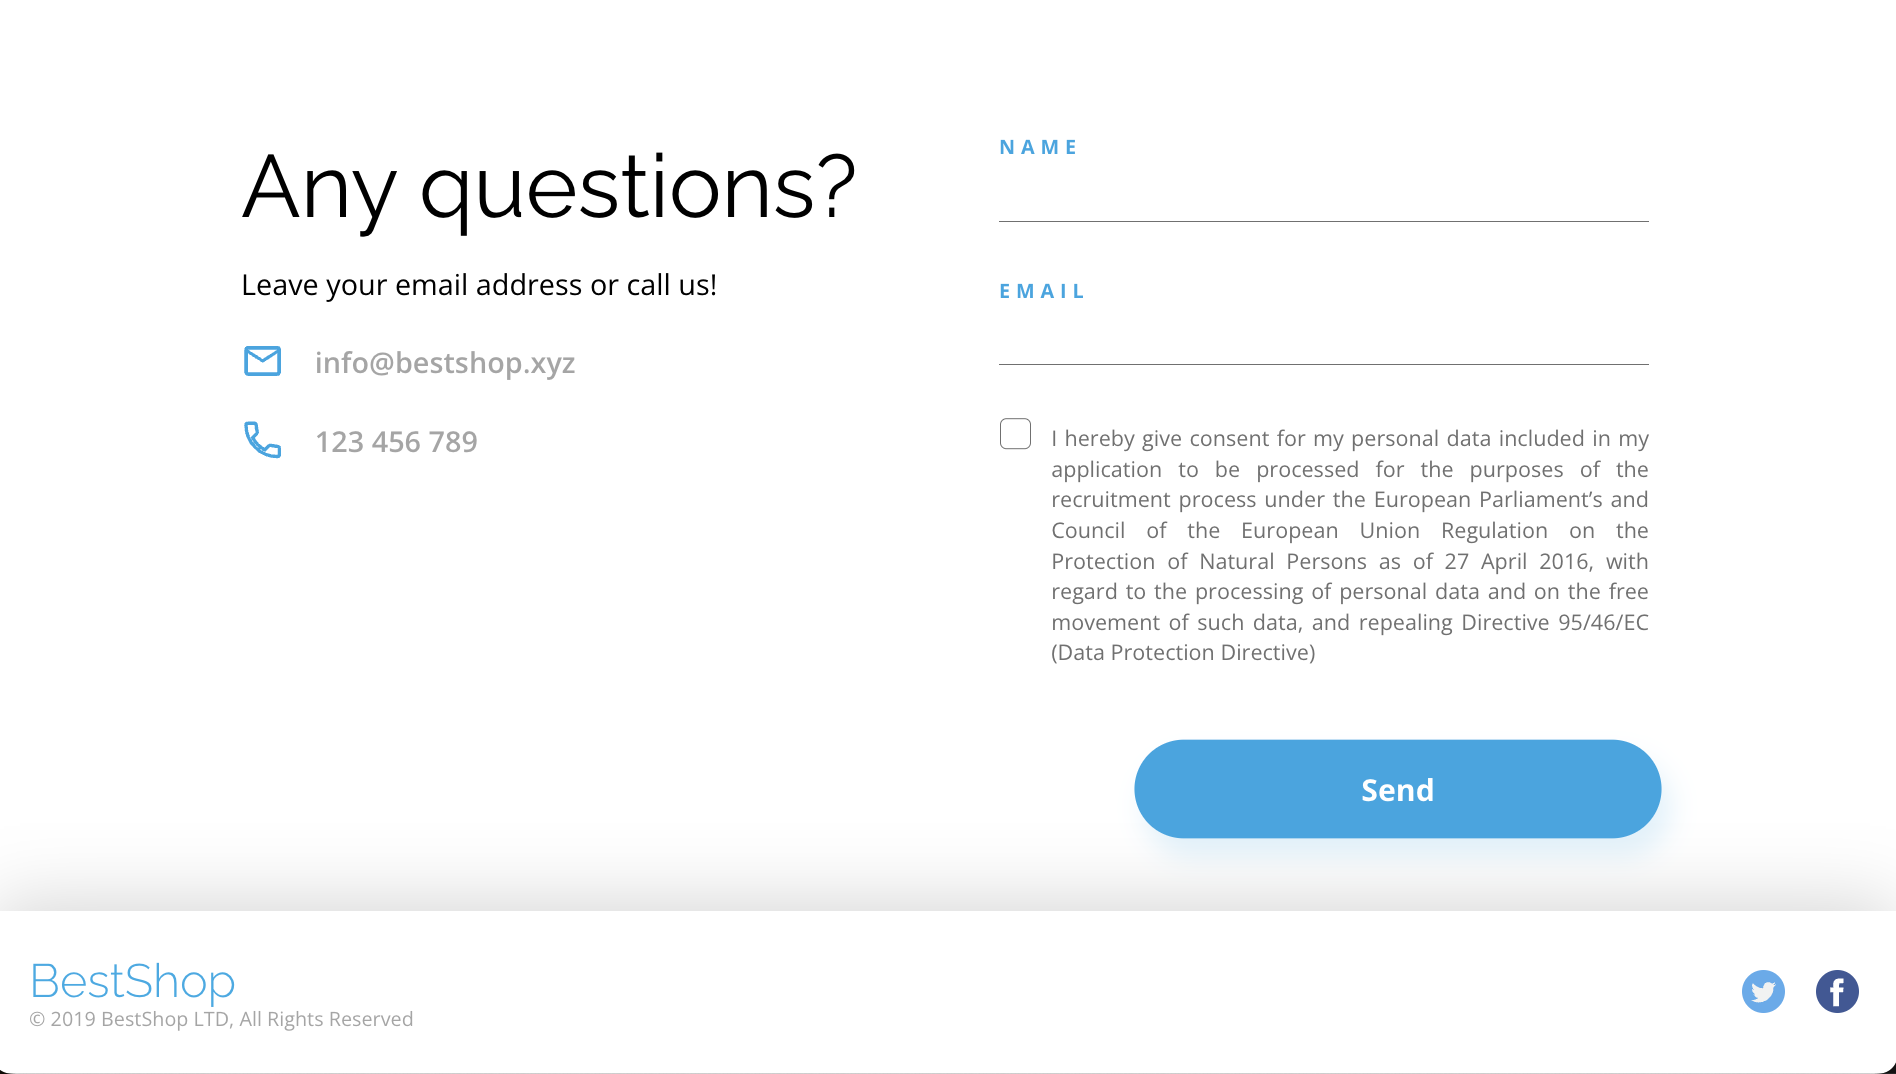 Any questions?
Leave your email address or call us!
info@bestshop.xyz
123 456 789
NAME
EMAIL
I hereby give consent for my personal data included in my
application to be processed for the purposes of the
recruitment process under the European Parliament’s and
Council of the European Union Regulation on the
Protection of Natural Persons as of 27 April 2016, with
regard to the processing of personal data and on the free
movement of such data, and repealing Directive 95/46/EC
(Data Protection Directive)
Send
BestShop
© 2019 BestShop LTD, All Rights Reserved